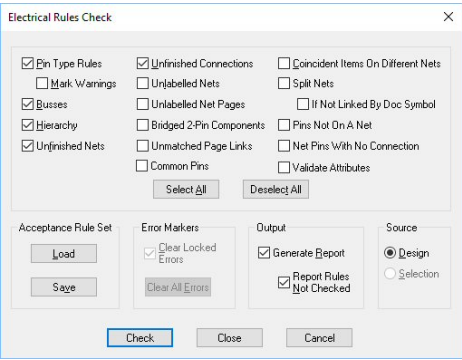 Electrical Rules Check
Pin Type Rules
Mark Warnings
Busses
Hierarchy
Unfinished Nets
Unfinished Connections
Unlabelled Nets
Unlabelled Net Pages
Bridged 2-Pin Components
Unmatched Page Links
Common Pins
Coincident Items On Different Nets
Split Nets
If Not Linked By Doc Symbol
Pins Not On A Net
Net Pins With No Connection
Validate Attributes
Select All
Deselect All
Acceptance Rule Set
Load
Save
Error Markers
Clear Locked
Errors
Clear All Errors
Output
Generate Report
Report Rules
Not Checked
Source
Design
Selection
Check
Close
Cancel